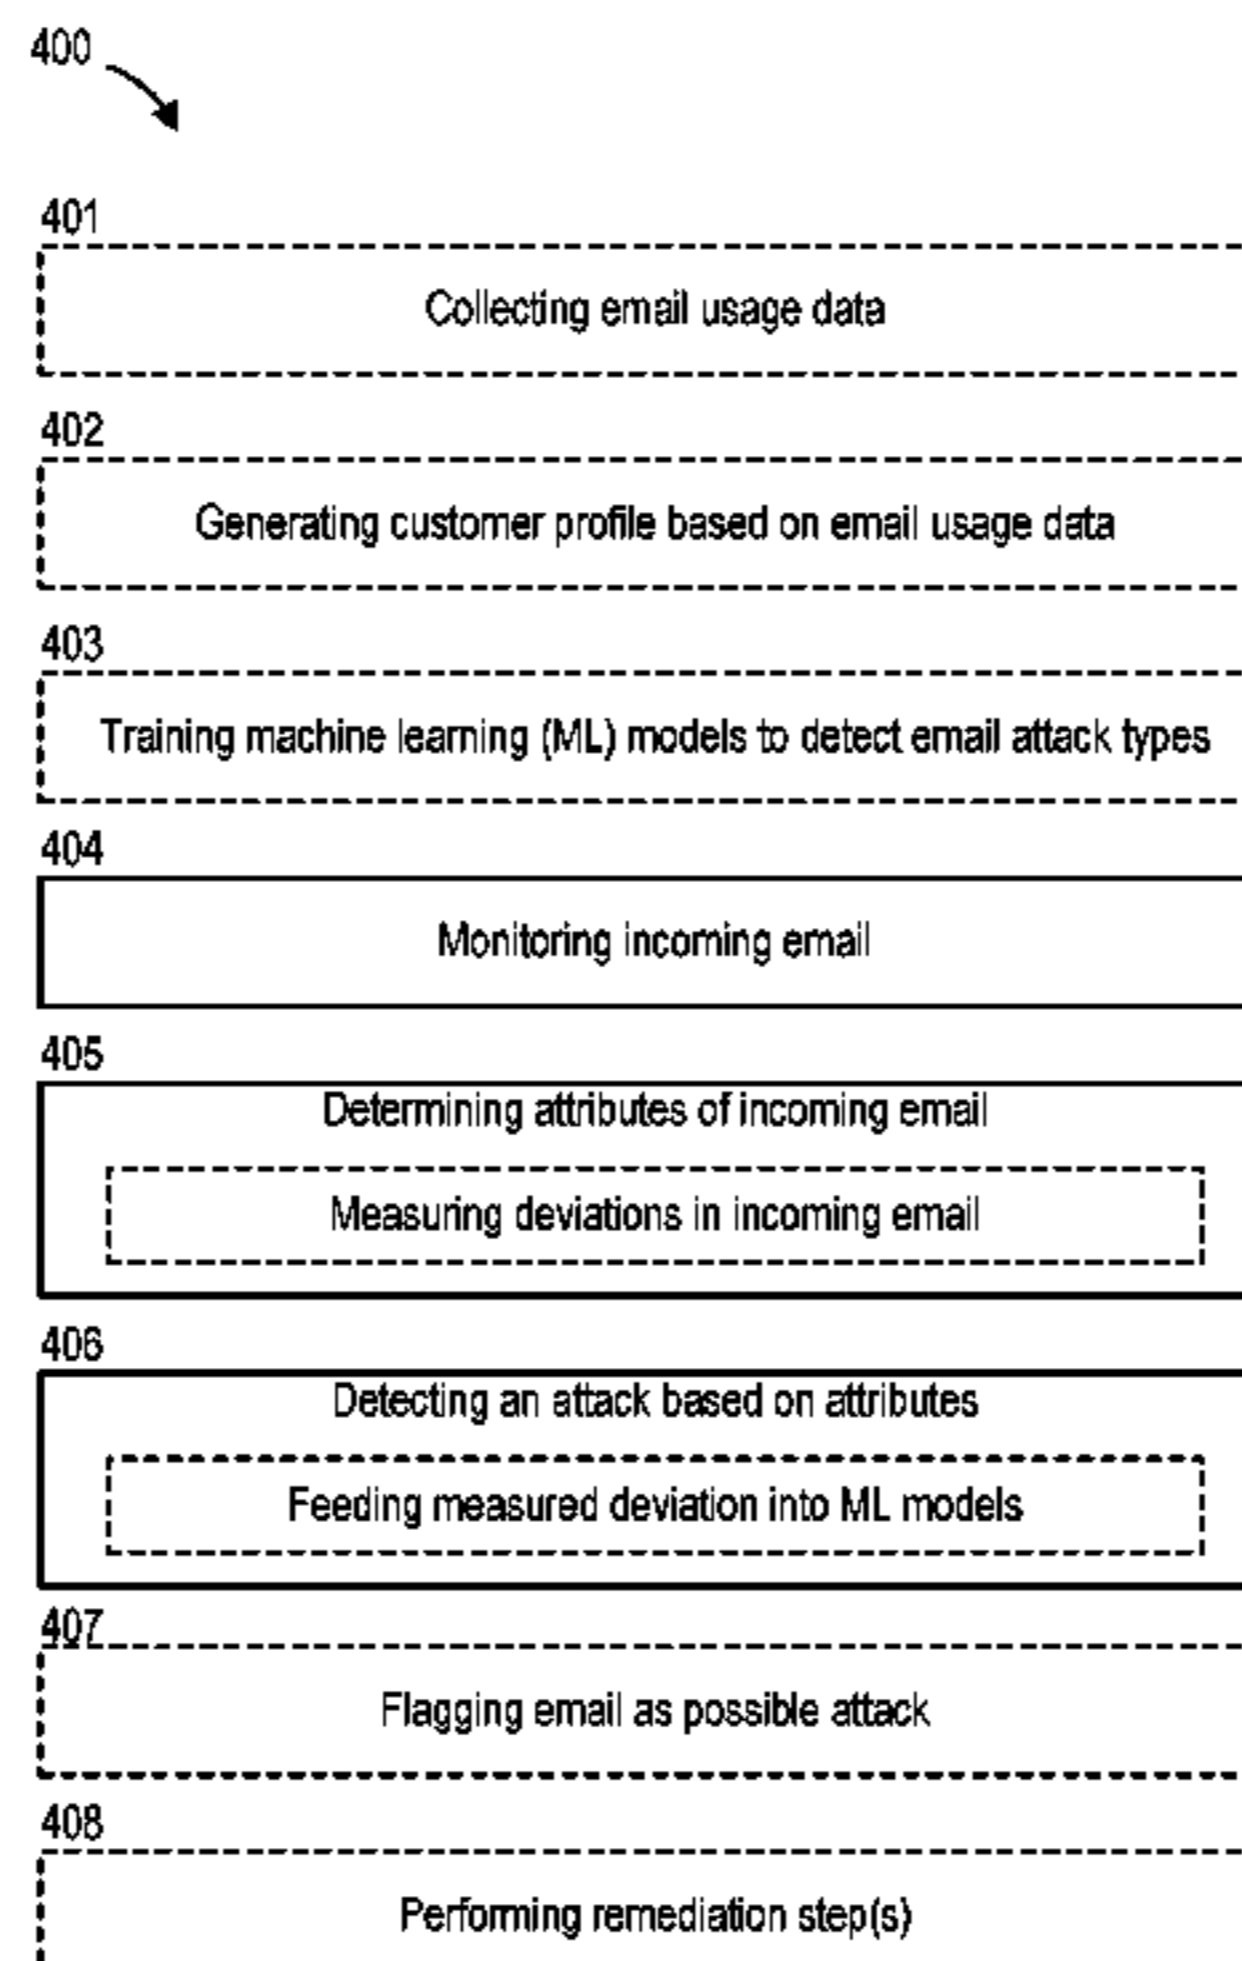 400
401
Collecting email usage data
402
Generating customer profile based on email usage data
403
Training machine learning (ML) models to detect email attack types
404
Monitoring incoming email
405
Determining attributes of incoming email
Measuring deviations in incoming email
406
Detecting an attack based on attributes
Feeding measured deviation into ML models
407
Flagging email as possible attack
408
Performing remediation step(s)